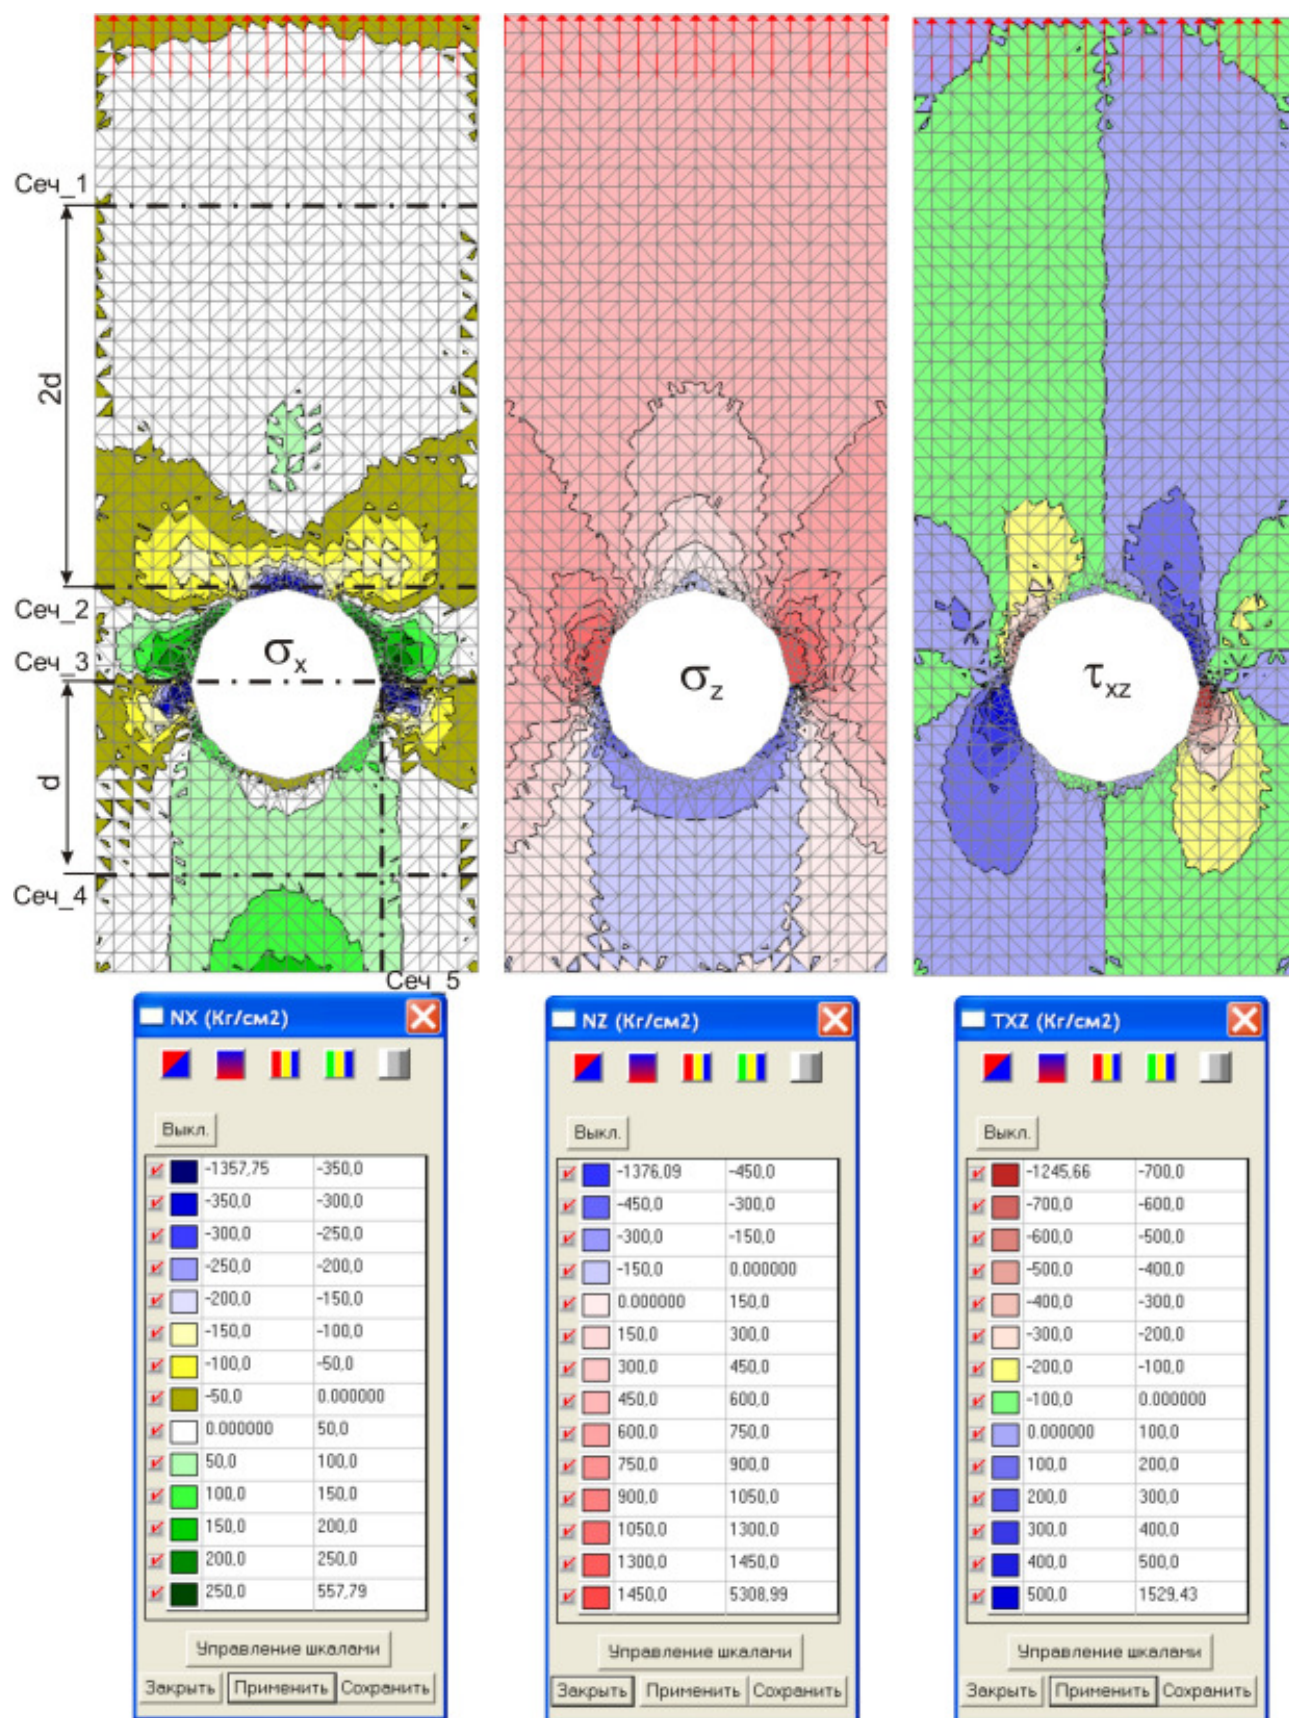 Сеч_1
2d
Сеч_2
Сеч_3
d
Сеч_4
Сеч_5
σx
σz
τxz
NX (Кг/см2)
Выкл.
-1357,75 -350,0
-350,0 -300,0
-300,0 -250,0
-250,0 -200,0
-200,0 -150,0
-150,0 -100,0
-100,0 -50,0
-50,0 0.000000
0.000000 50,0
50,0 100,0
100,0 150,0
150,0 200,0
200,0 250,0
250,0 557,79
Управление шкалами
Закрыть Применить Сохранить
NZ (Кг/см2)
Выкл.
-1376,09 -450,0
-450,0 -300,0
-300,0 -150,0
-150,0 0.000000
0.000000 150,0
150,0 300,0
300,0 450,0
450,0 600,0
600,0 750,0
750,0 900,0
900,0 1050,0
1050,0 1300,0
1300,0 1450,0
1450,0 5308,99
Управление шкалами
Закрыть Применить Сохранить
TXZ (Кг/см2)
Выкл.
-1245,66 -700,0
-700,0 -600,0
-600,0 -500,0
-500,0 -400,0
-400,0 -300,0
-300,0 -200,0
-200,0 -100,0
-100,0 0.000000
0.000000 100,0
100,0 200,0
200,0 300,0
300,0 400,0
400,0 500,0
500,0 1529,43
Управление шкалами
Закрыть Применить Сохранить